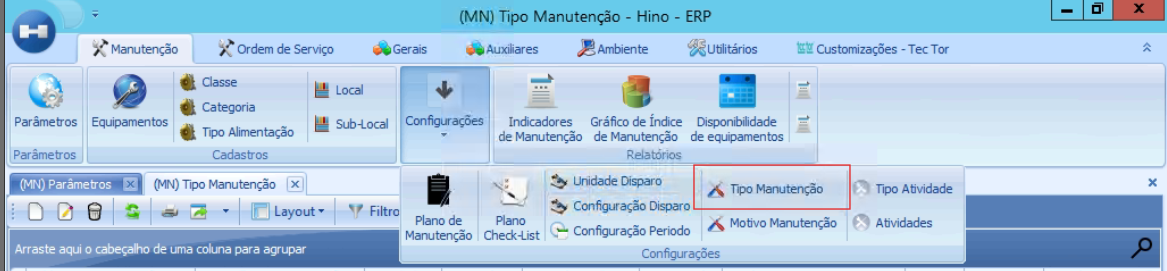 (MN) Tipo Manutenção - Hino - ERP
Manutenção Ordem de Serviço Gerais Auxiliares Ambiente Utilitários Customizações - Tec Tor
Parâmetros
Equipamentos
Classe
Categoria
Tipo Alimentação
Local
Sub-Local
Configurações
Indicadores
de Manutenção
Gráfico de Índice
de Manutenção
Disponibilidade
de equipamentos
Parâmetros
Cadastros
Relatórios
(MN) Parâmetros (MN) Tipo Manutenção
Layout Filtro
Arraste aqui o cabeçalho de uma coluna para agrupar
Plano de
Manutenção
Plano
Check-List
Unidade Disparo
Configuração Disparo
Configuração Periodo
Tipo Manutenção
Motivo Manutenção
Tipo Atividade
Atividades
Configurações